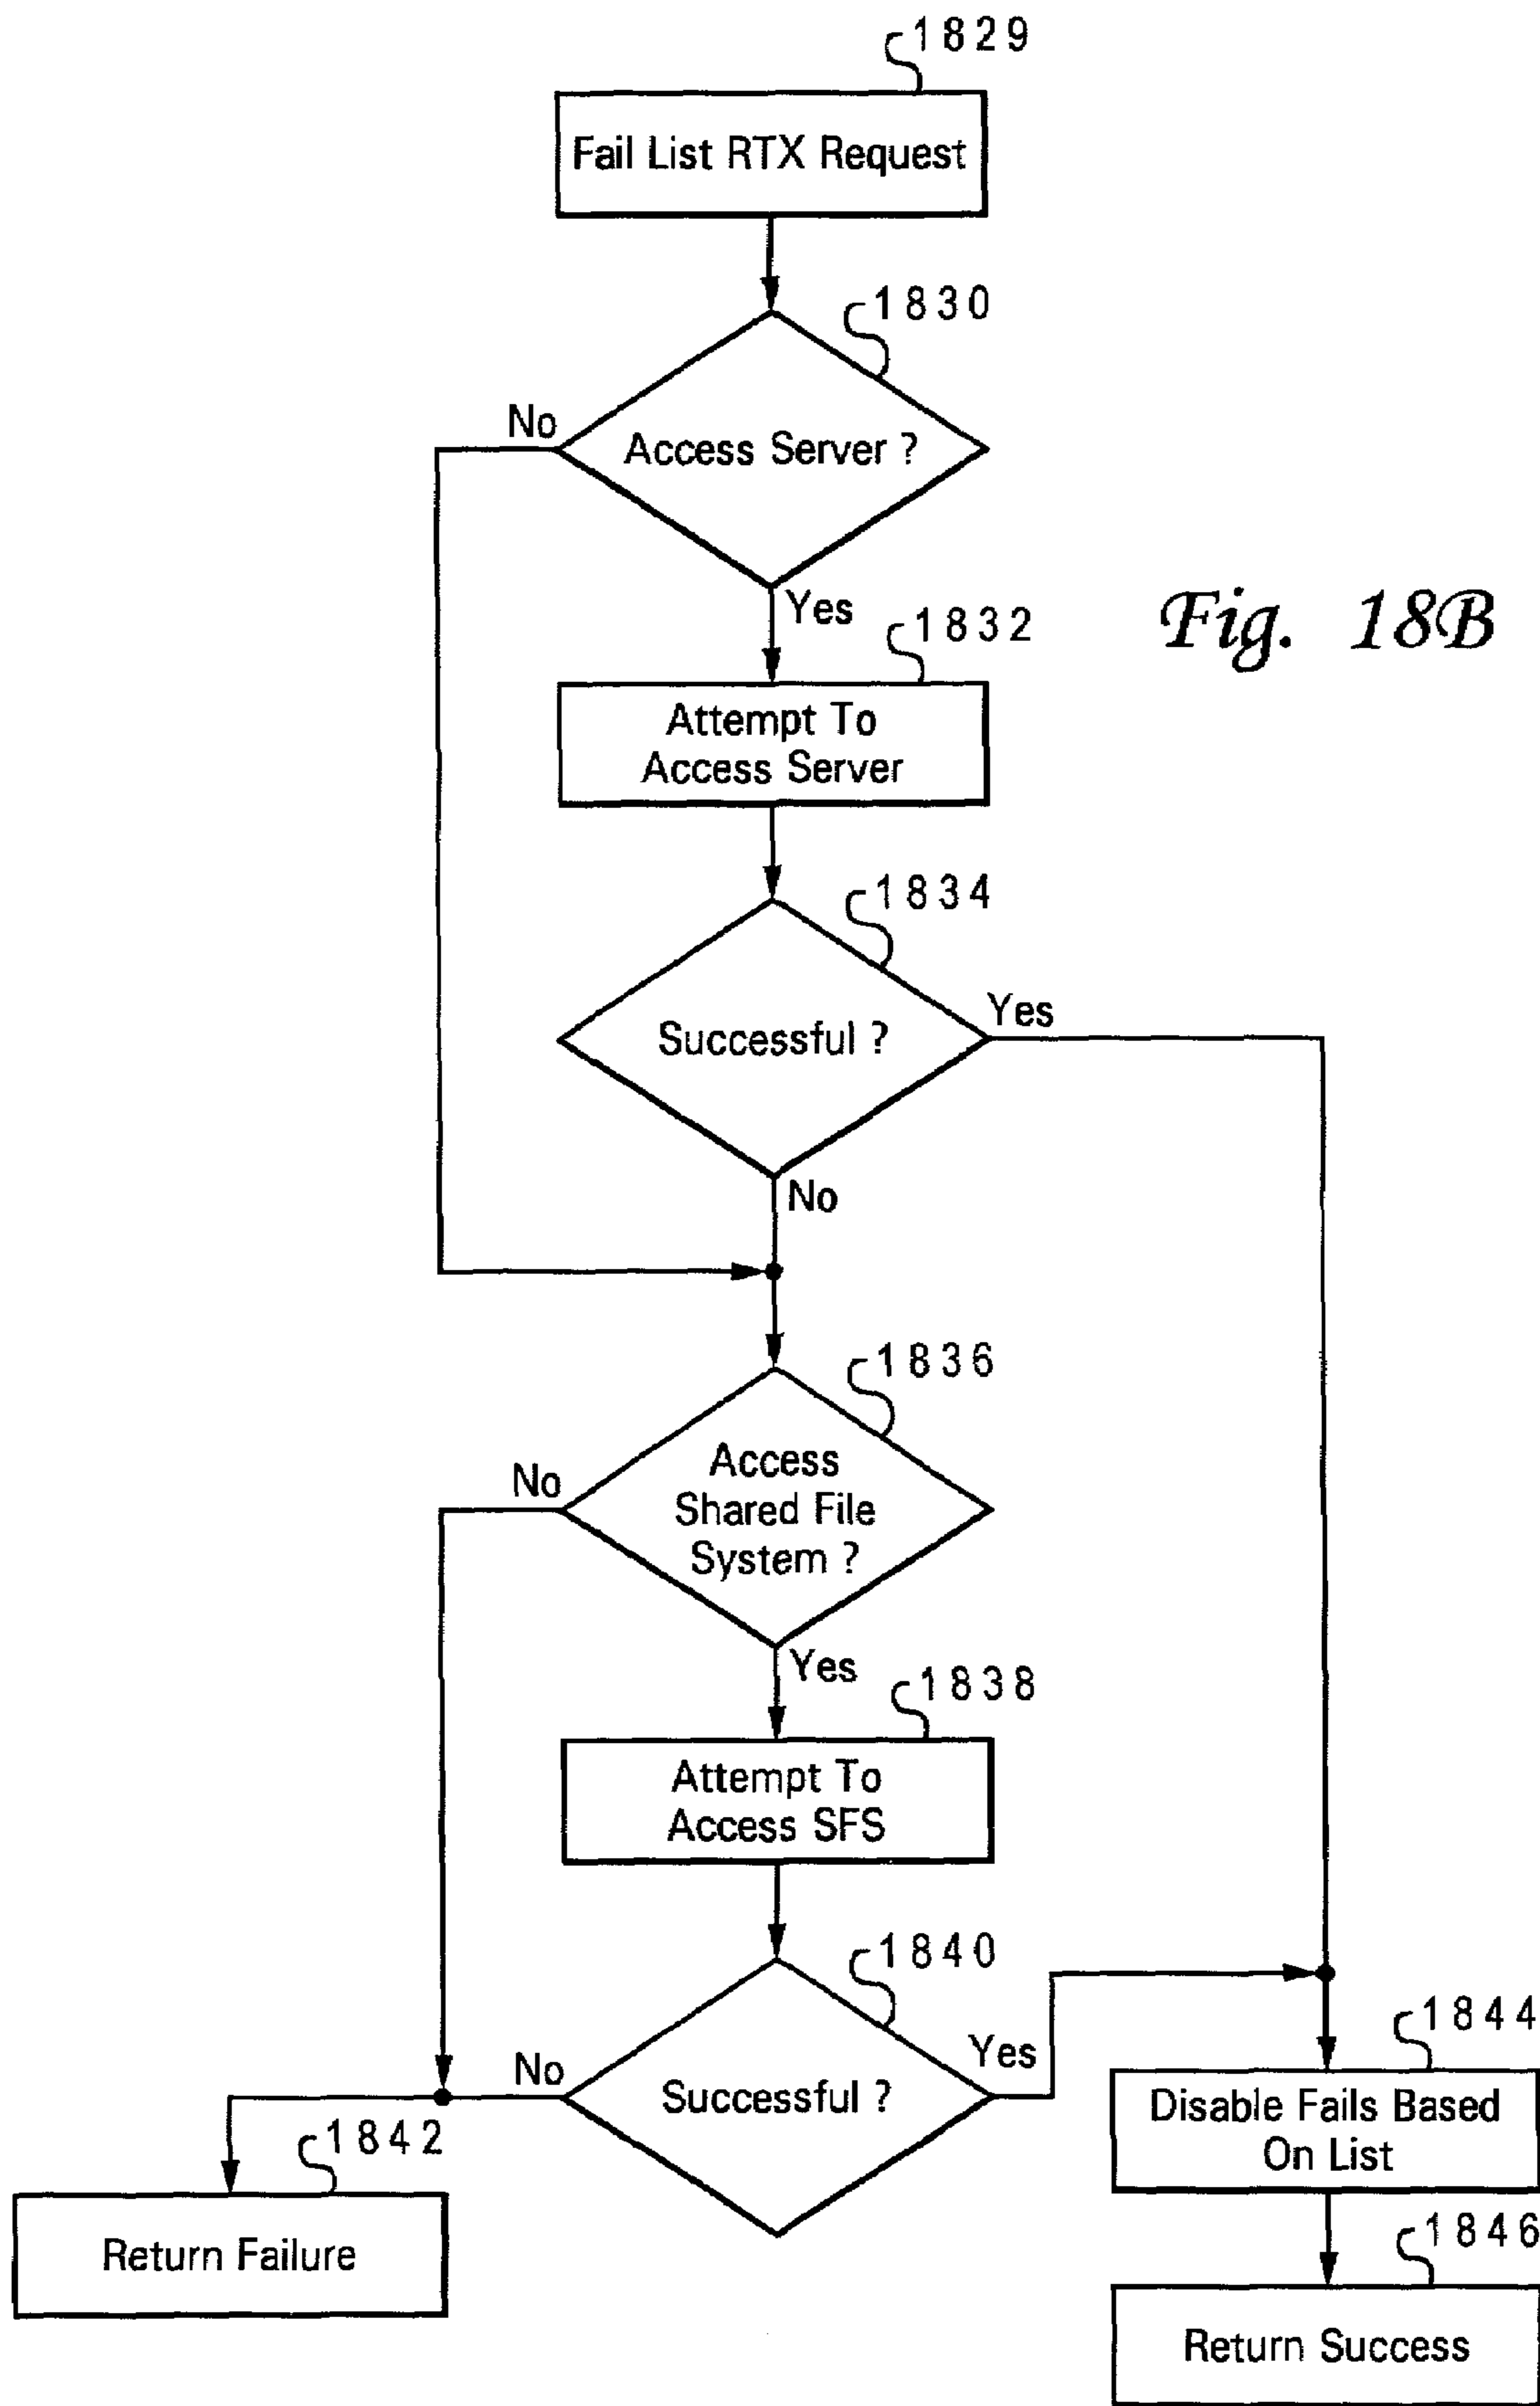 1829
Fail List RTX Request
1830
No
Access Server ?
Yes
Fig. 18B
1832
Attempt To
Access Server
1834
Yes
Successful ?
No
1836
No
Access
Shared File
System ?
Yes
1838
Attempt To
Access SFS
1840
No
Yes
Successful ?
1844
Disable Fails Based
On List
1842
Return Failure
1846
Return Success